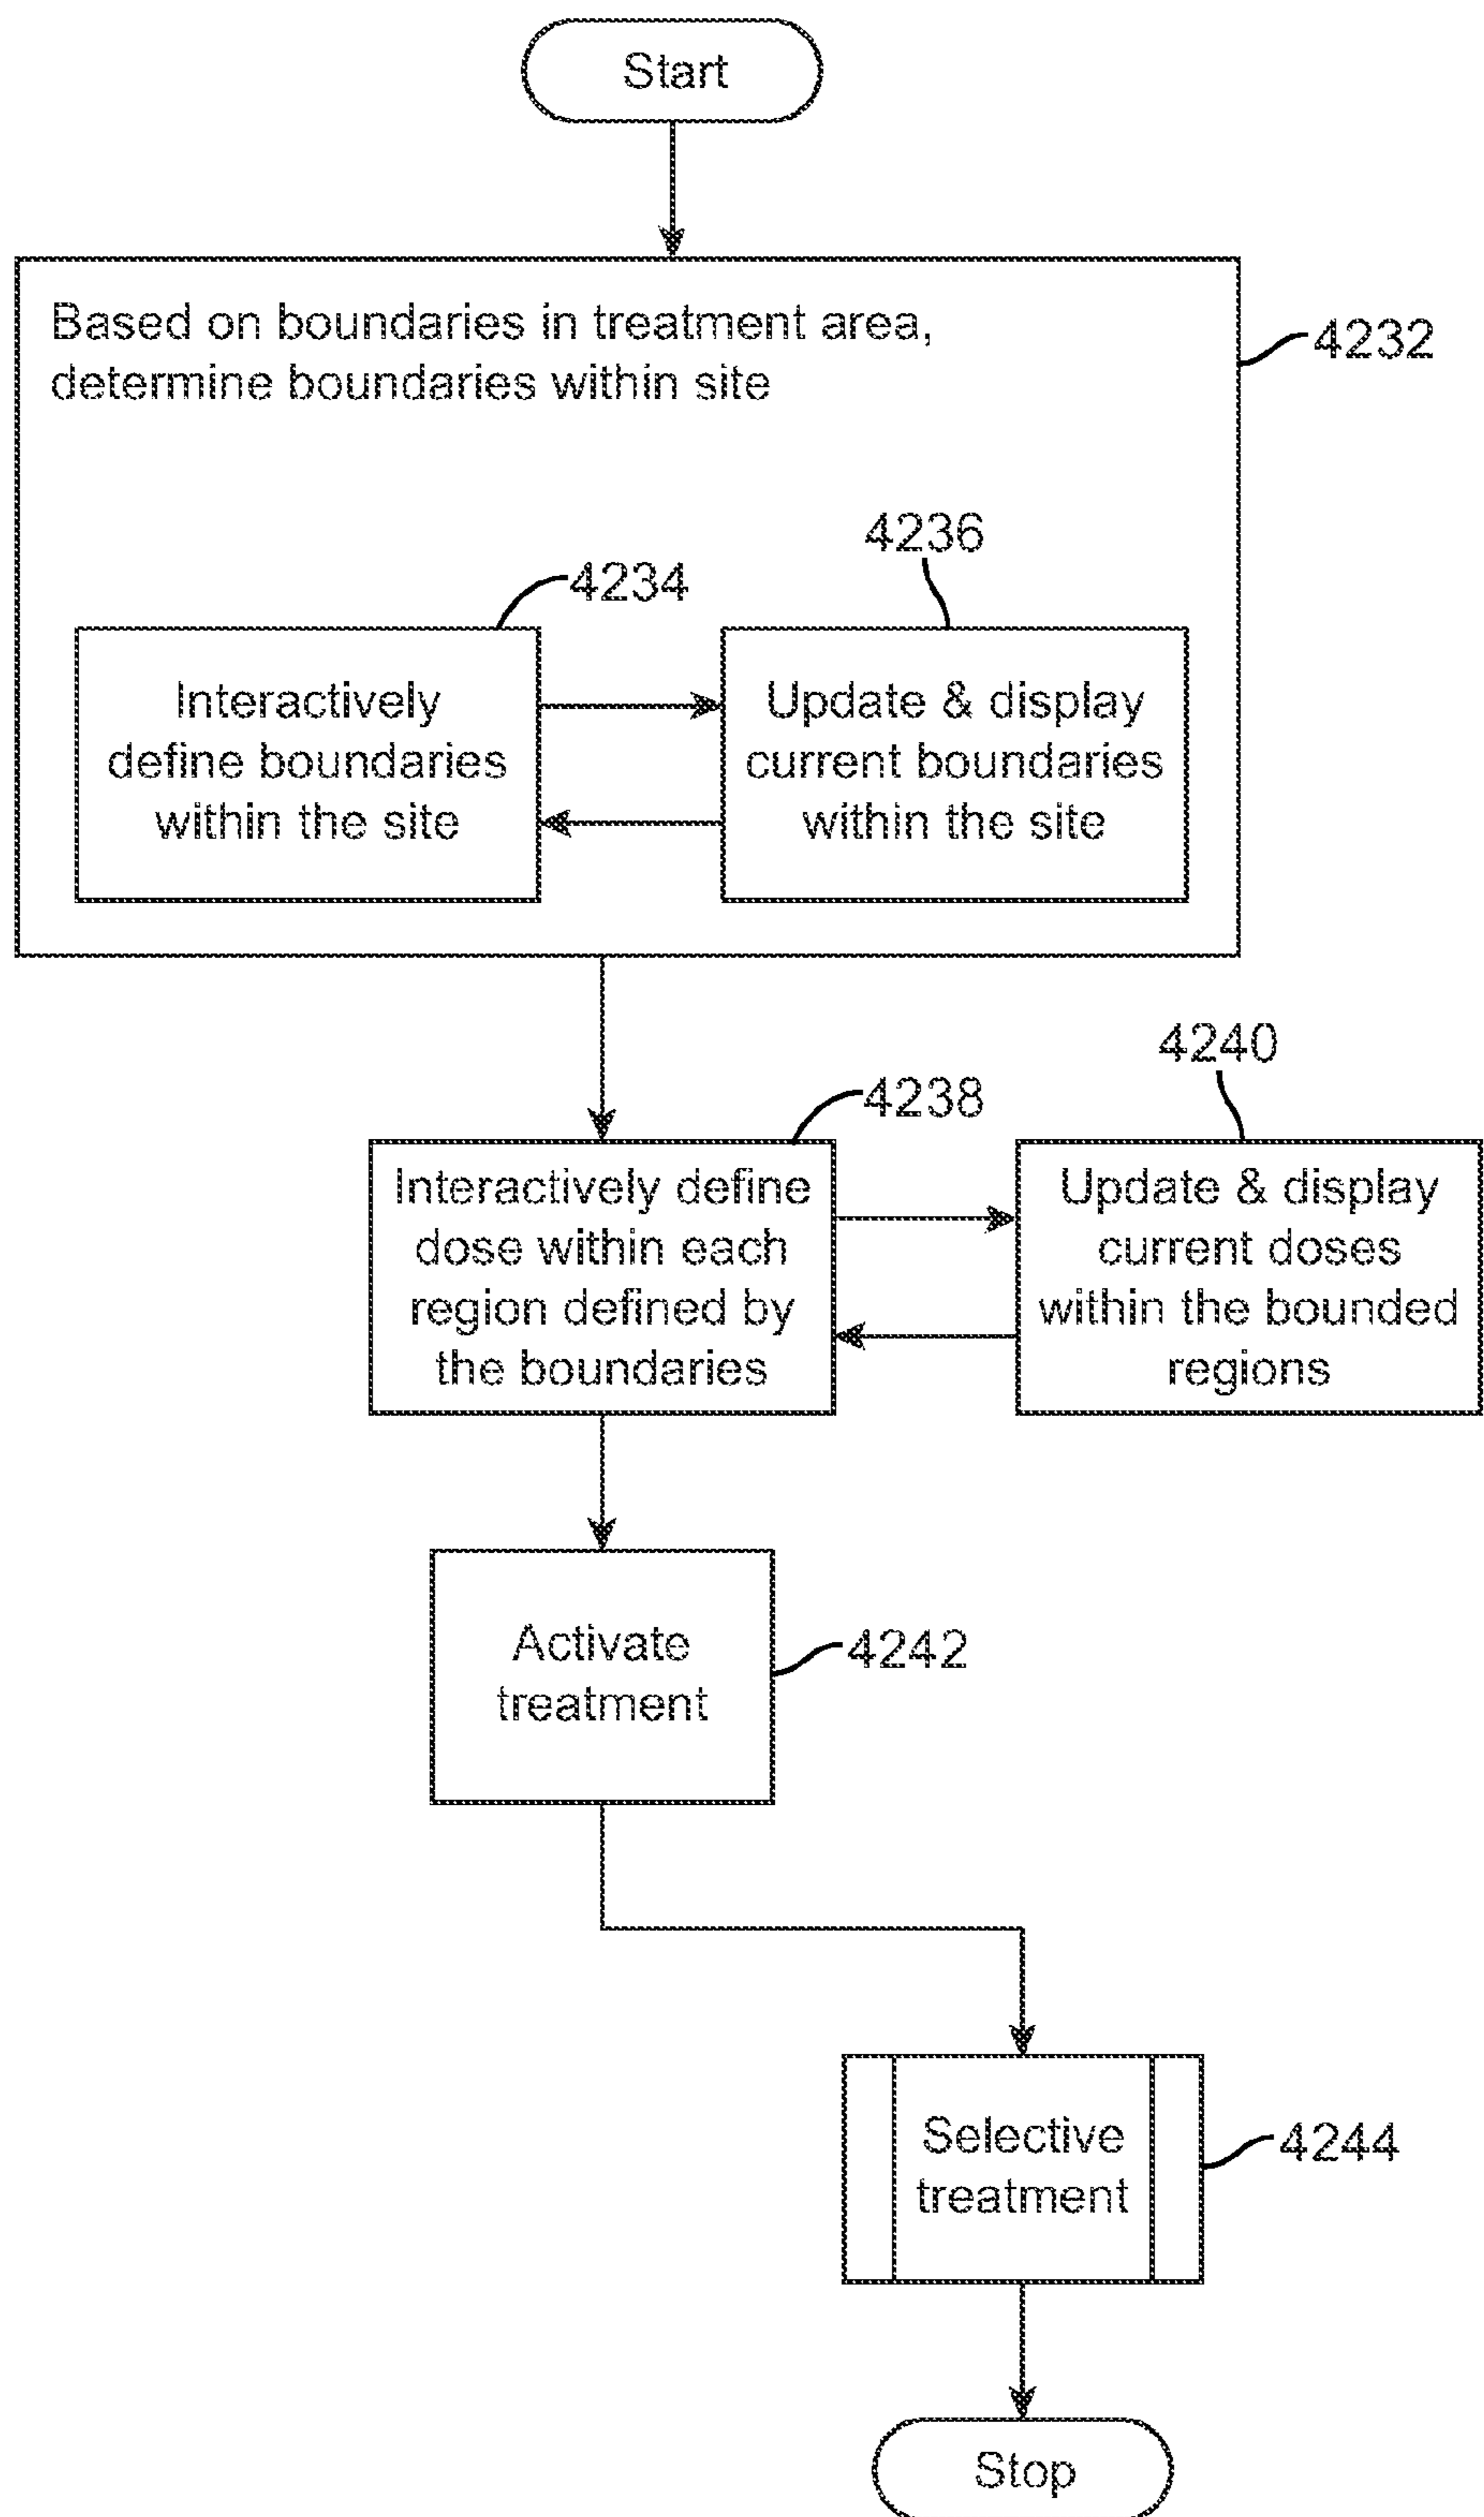 Start
Based on boundaries in treatment area,
determine boundaries within site
4232
4236
4234
Interactively
define boundaries
within the site
Update & display
current boundaries
within the site
4240
4238
Interactively define
dose within each
region defined by
the boundaries
Update & display
current doses
within the bounded
regions
Activate
treatment
4242
Selective
treatment
4244
Stop